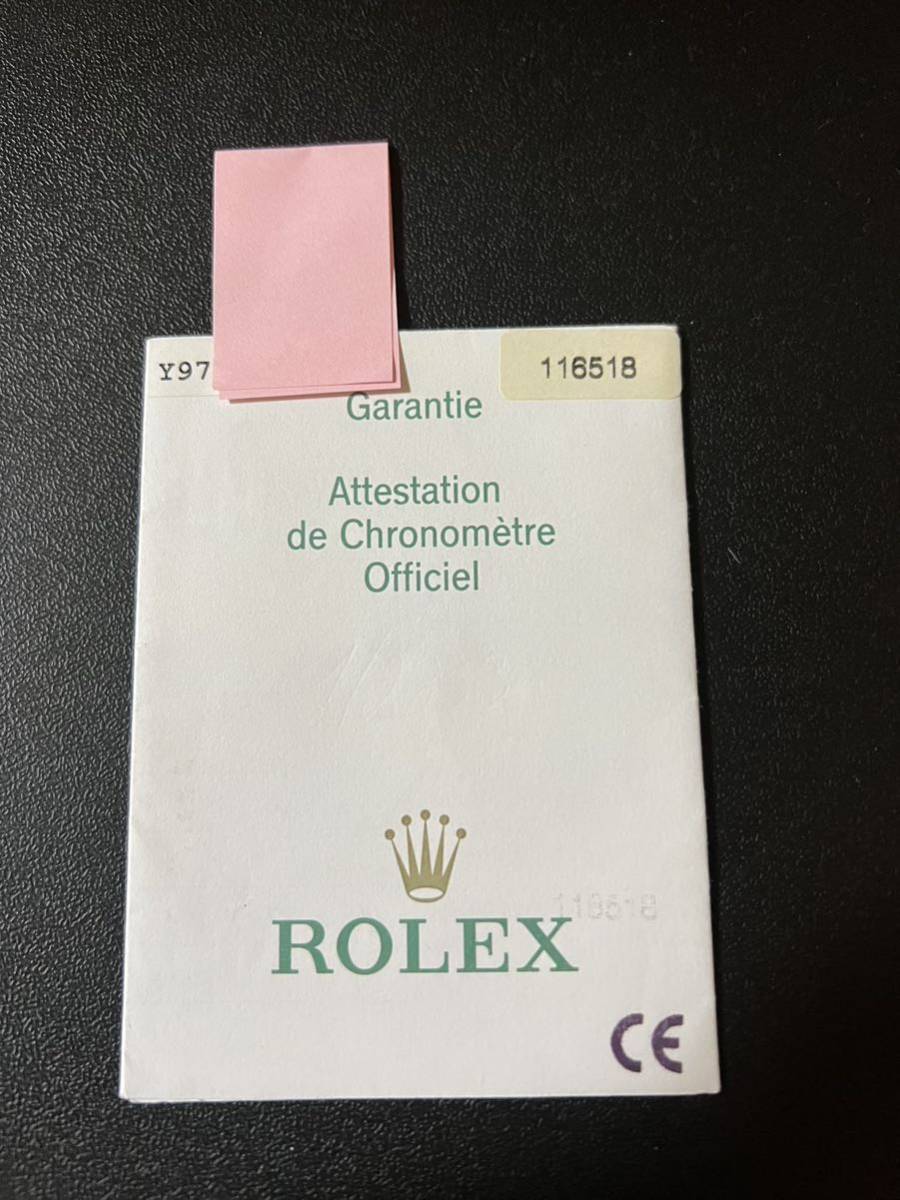 Y97
116518
Garantie
Attestation
de Chronomètre
Officiel
116518
ROLEX
CE